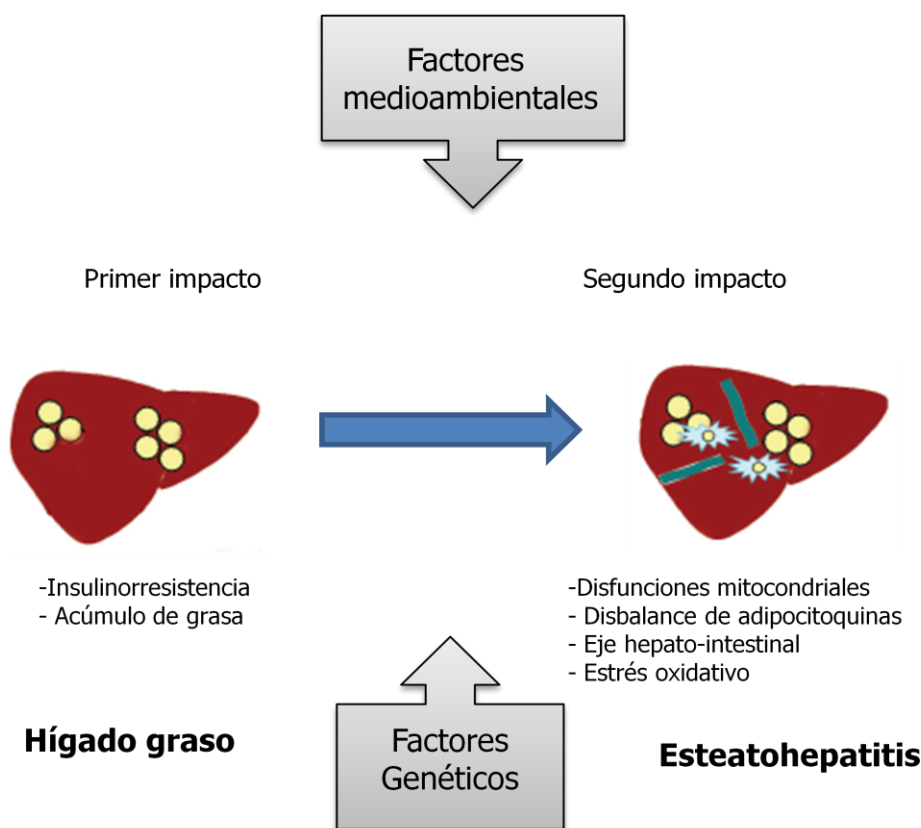 Factores
medioambientales
Primer impacto
Segundo impacto
-Insulinorresistencia
- Acúmulo de grasa
-Disfunciones mitocondriales
- Disbalance de adipocitoquinas
- Eje hepato-intestinal
- Estrés oxidativo
Hígado graso
Factores
Genéticos
Esteatohepatitis